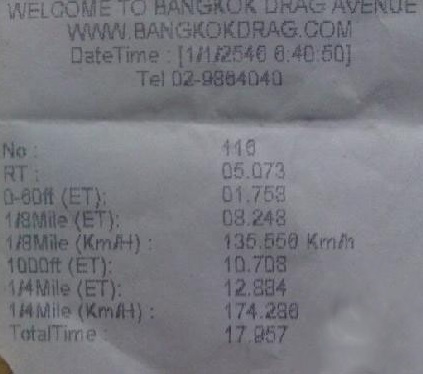 WELCOME TO BANGKOK DRAG AVENUE
WWW.BANGKOKDRAG.COM
DateTime : [1/1/2546 6:40:50]
Tel 02-9864040
No : 116
RT : 05.073
0-60ft (ET): 01.753
1/8Mile (ET): 08.248
1/8Mile (Km/H) : 135.556 Km/h
1000ft (ET): 10.708
1/4Mile (ET): 12.884
1/4Mile (Km/H) : 174.286
TotalTime : 17.957